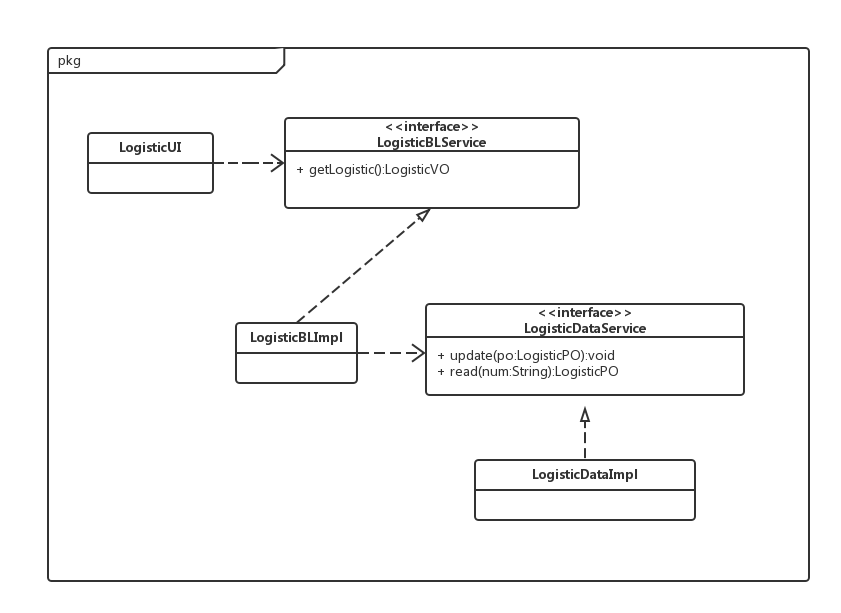 pkg
LogisticUI
<<interface>>
LogisticBLService
+ getLogistic():LogisticVO
LogisticBLImpl
<<interface>>
LogisticDataService
+ update(po:LogisticPO):void
+ read(num:String):LogisticPO
LogisticDataImpl